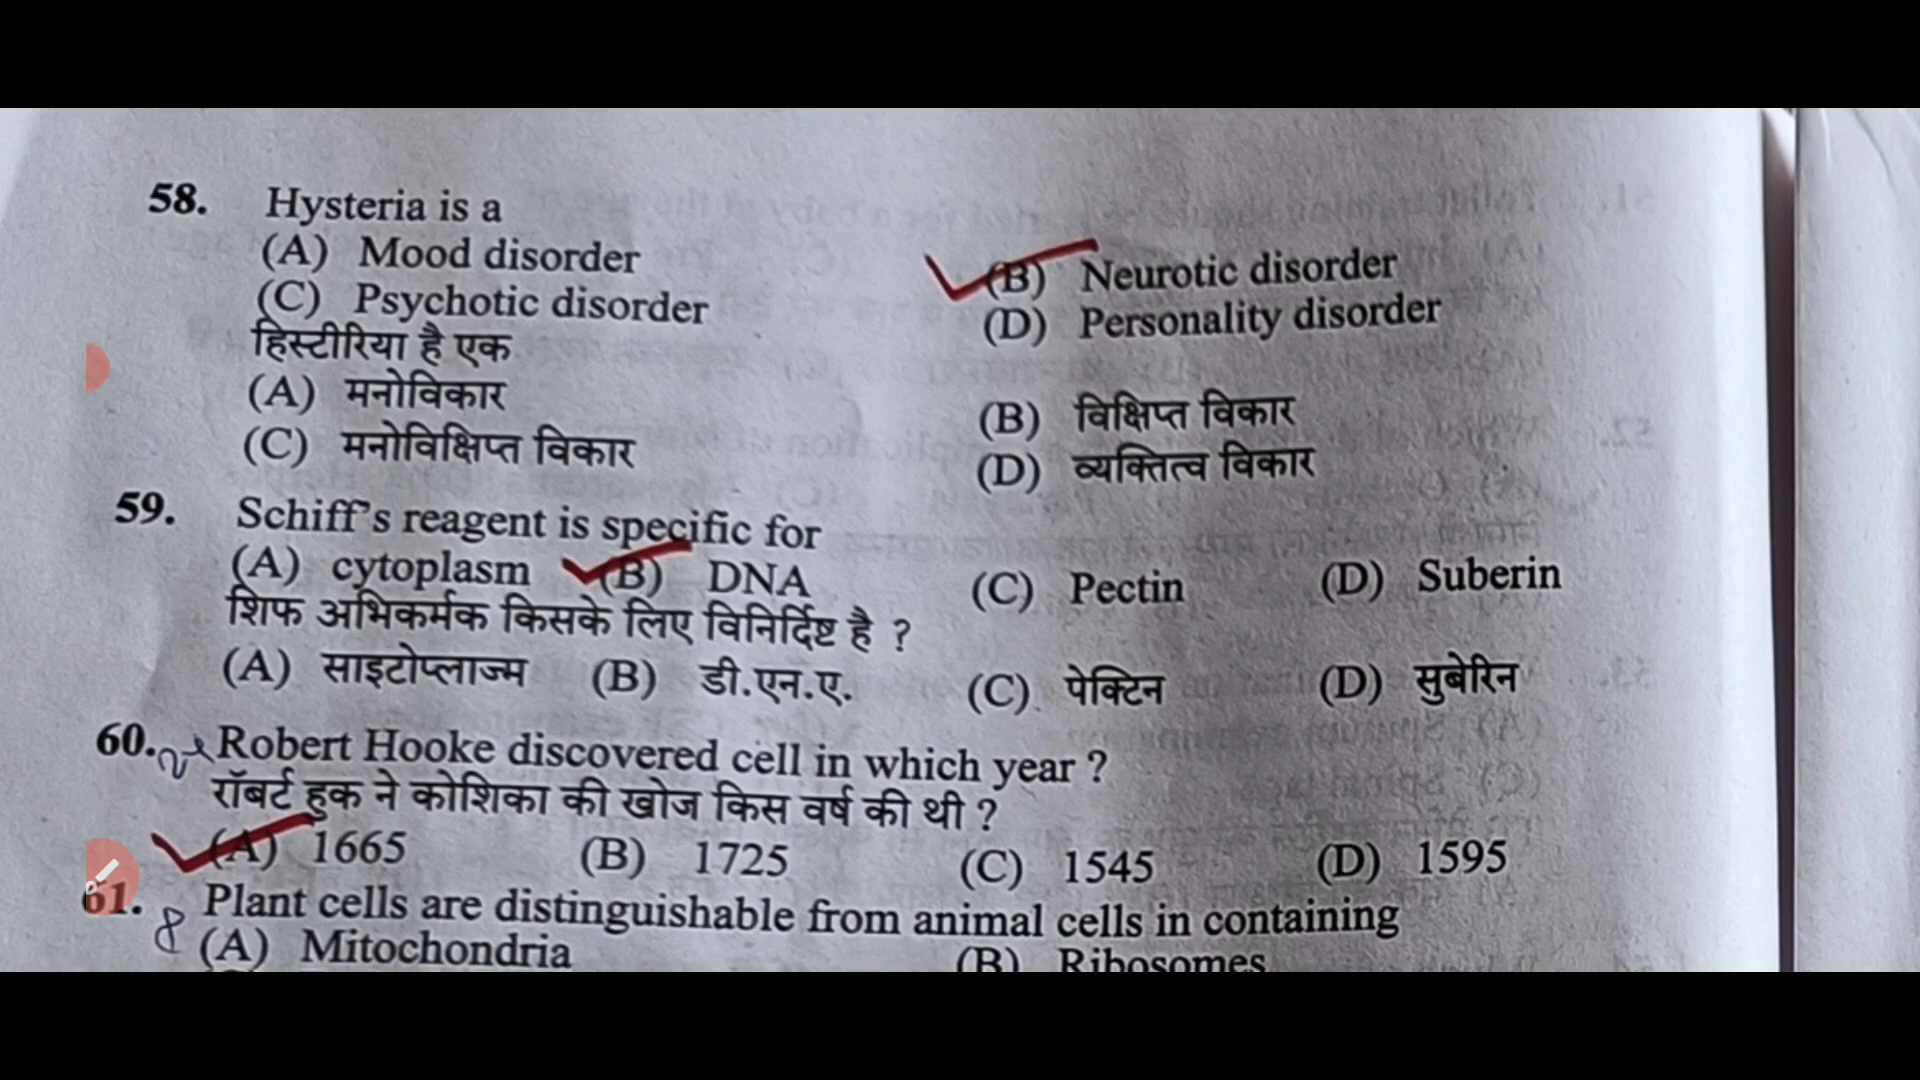 58. Hysteria is a
(A) Mood disorder (B) Neurotic disorder
(C) Psychotic disorder (D) Personality disorder
हिस्टीरिया है एक
(A) मनोविकार (B) विक्षिप्त विकार
(C) मनोविक्षिप्त विकार (D) व्यक्तित्व विकार
59. Schiff's reagent is specific for
(A) cytoplasm (B) DNA (C) Pectin (D) Suberin
शिफ अभिकर्मक किसके लिए विनिर्दिष्ट है ?
(A) साइटोप्लाज्म (B) डी.एन.ए. (C) पेक्टिन (D) सुबेरिन
60. Robert Hooke discovered cell in which year ?
रॉबर्ट हुक ने कोशिका की खोज किस वर्ष की थी ?
(A) 1665 (B) 1725 (C) 1545 (D) 1595
61. Plant cells are distinguishable from animal cells in containing
(A) Mitochondria (B) Ribosomes